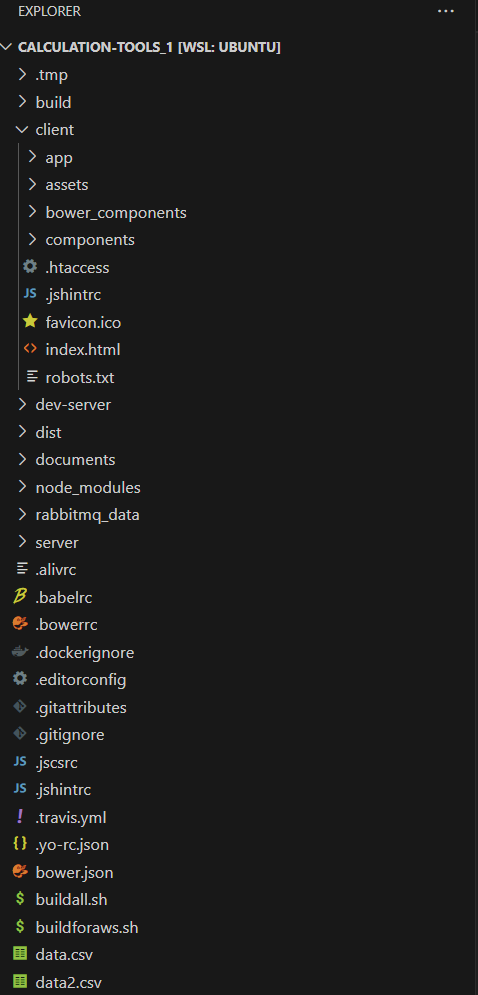 EXPLORER
CALCULATION-TOOLS_1 [WSL: UBUNTU]
.tmp
build
client
app
assets
bower_components
components
.htaccess
JS .jshintrc
favicon.ico
index.html
robots.txt
dev-server
dist
documents
node_modules
rabbitmq_data
server
.alivrc
.babelrc
.bowerrc
.dockerignore
.editorconfig
.gitattributes
.gitignore
JS .jscsrc
JS .jshintrc
! .travis.yml
{} .yo-rc.json
bower.json
$ buildall.sh
$ buildforaws.sh
data.csv
data2.csv